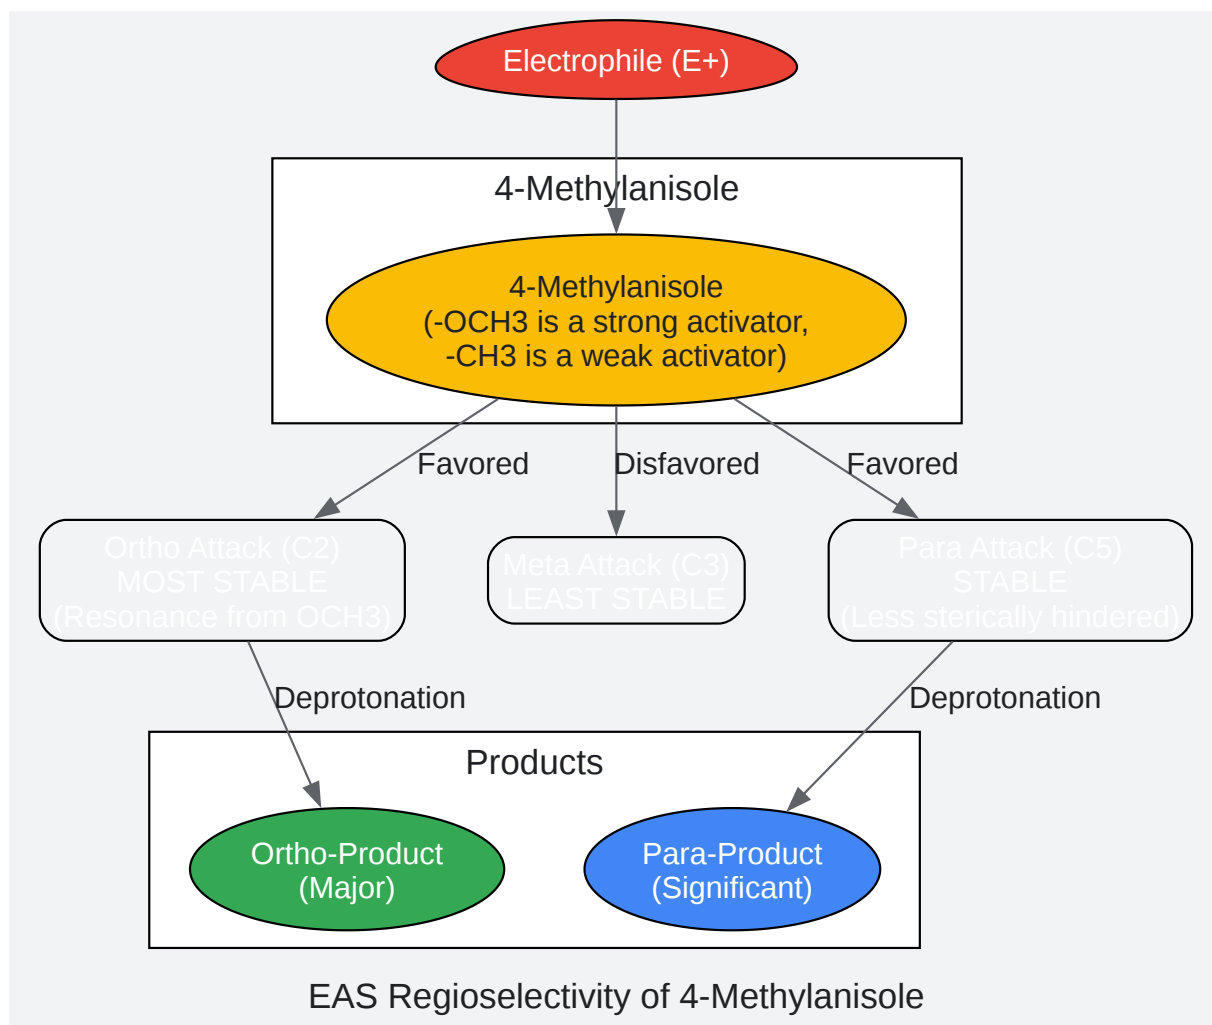 Electrophile (E+)
4-Methylanisole
4-Methylanisole
(-OCH3 is a strong activator,
-CH3 is a weak activator)
Favored
Disfavored
Favored
Ortho Attack (C2)
MOST STABLE
(Resonance from OCH3)
Meta Attack (C3)
LEAST STABLE
Para Attack (C5)
STABLE
(Less sterically hindered)
Deprotonation
Deprotonation
Products
Ortho-Product
(Major)
Para-Product
(Significant)
EAS Regioselectivity of 4-Methylanisole